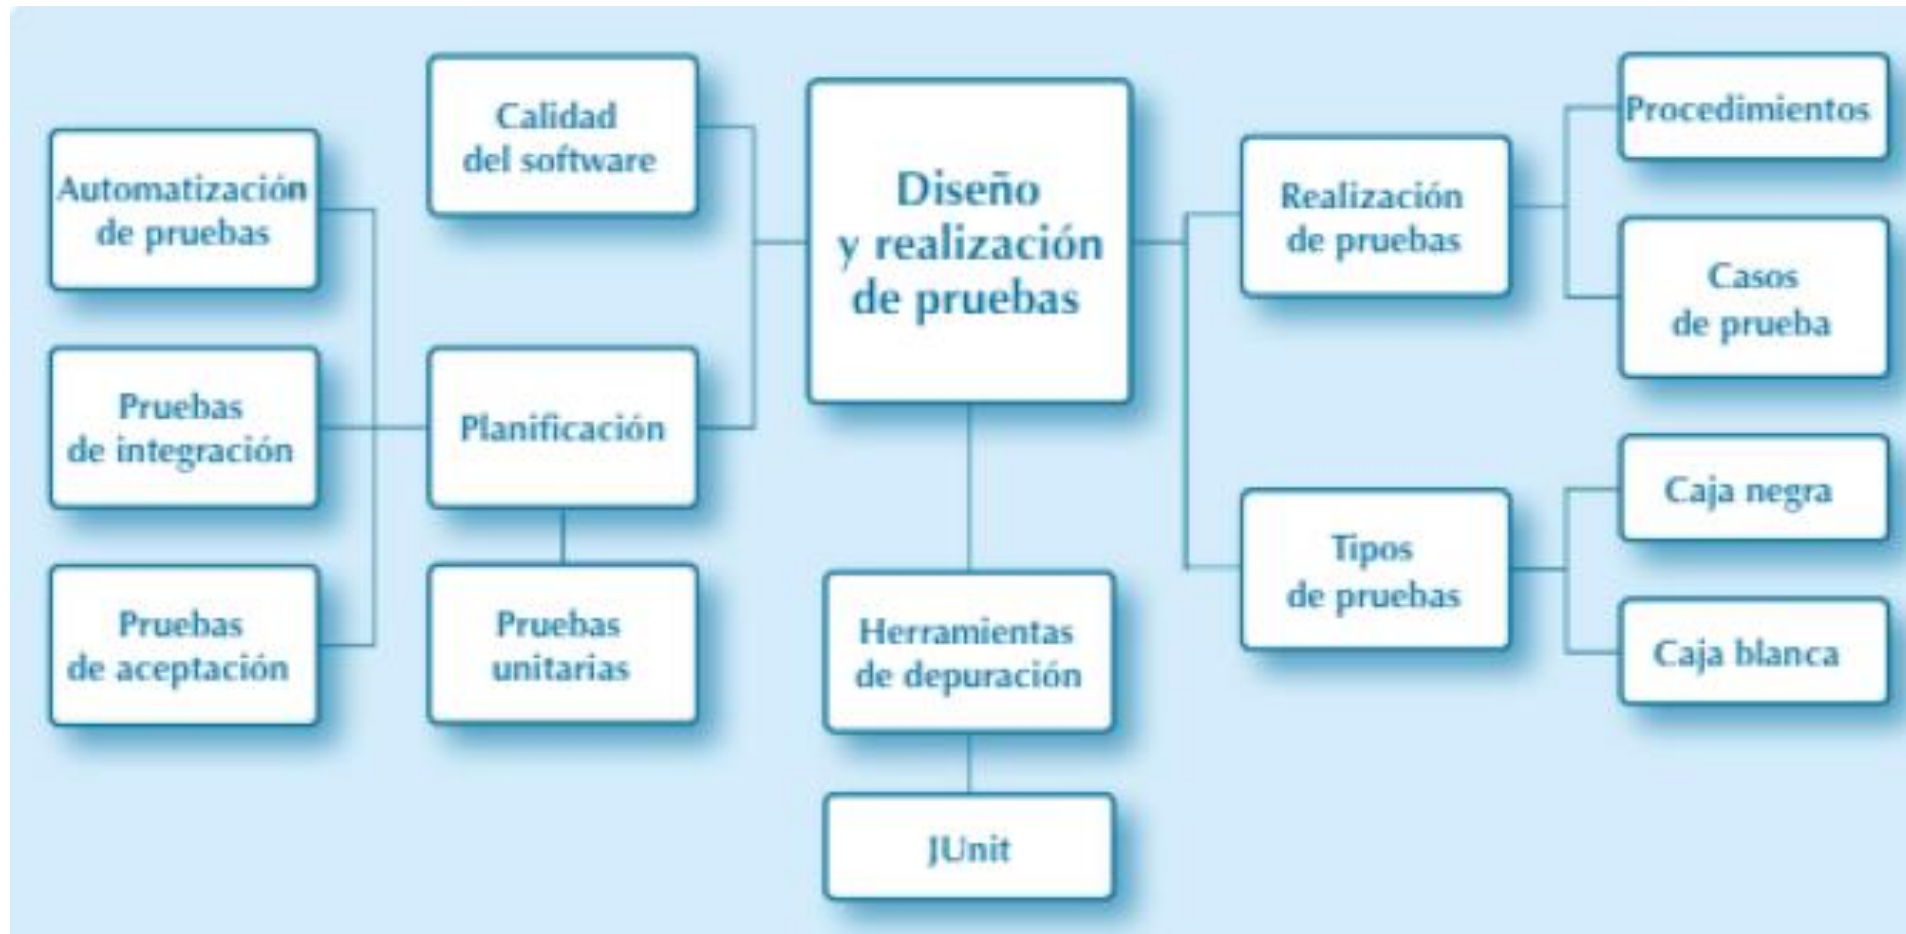 Calidad
del software
Automatización
de pruebas
Pruebas
de integración
Planificación
Pruebas
de aceptación
Pruebas
unitarias
Diseño
y realización
de pruebas
Herramientas
de depuración
JUnit
Realización
de pruebas
Procedimientos
Casos
de prueba
Tipos
de pruebas
Caja negra
Caja blanca